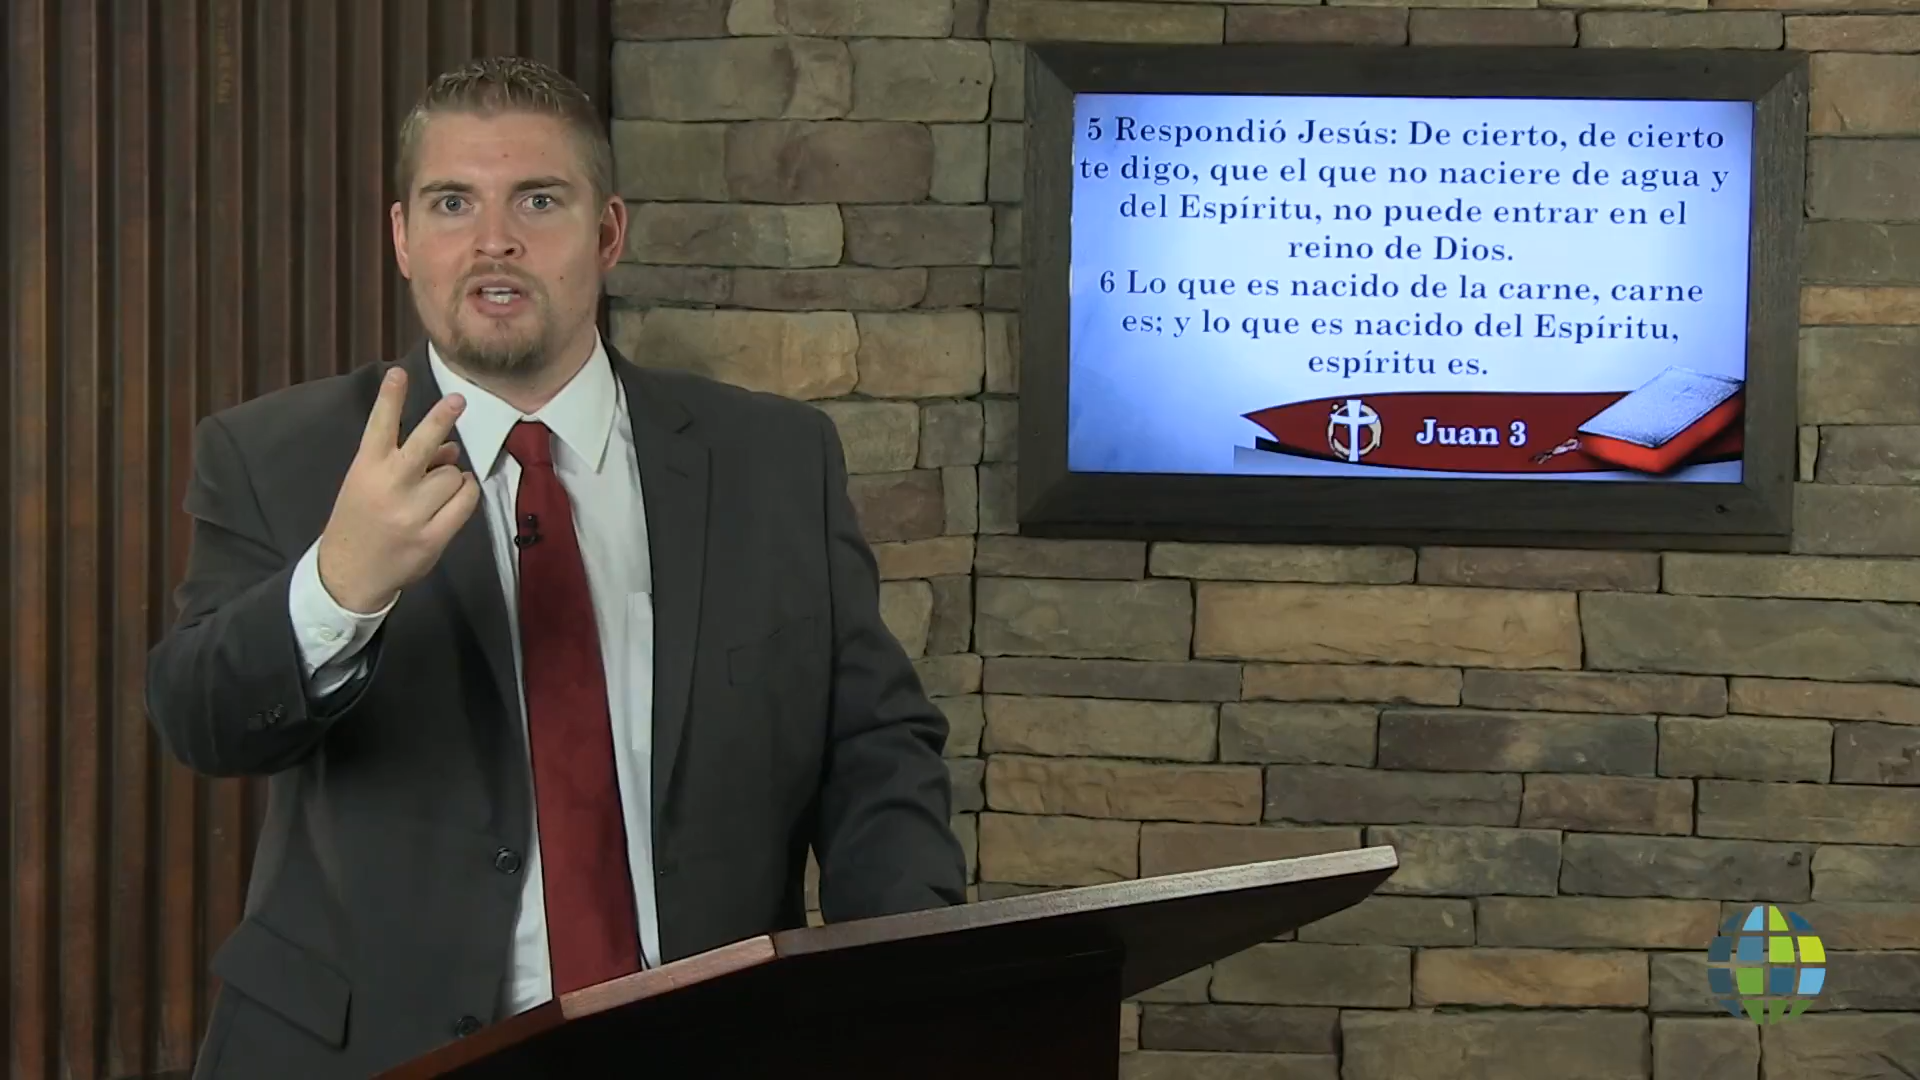 5 Respondió Jesús: De cierto, de cierto
te digo, que el que no naciere de agua y
del Espíritu, no puede entrar en el
reino de Dios.
6 Lo que es nacido de la carne, carne
es; y lo que es nacido del Espíritu,
espíritu es.
Juan 3